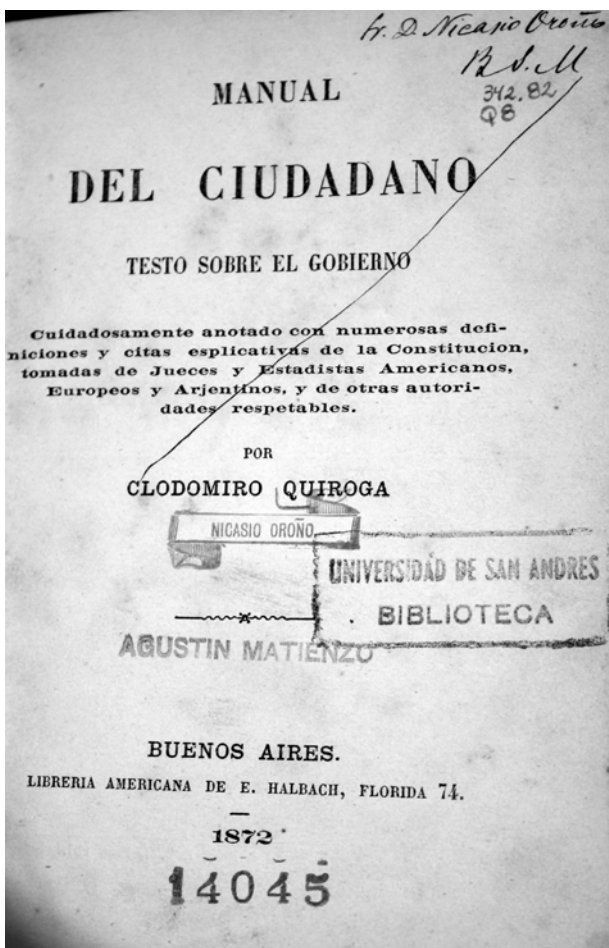 Sr. D. Nicasio Oroño
B. S. M
342.82
Q8
MANUAL
DEL CIUDADANO
TESTO SOBRE EL GOBIERNO
Cuidadosamente anotado con numerosas defi-
niciones y citas esplicativas de la Constitucion,
tomadas de Jueces y Estadistas Americanos,
Europeos y Arjentinos, y de otras autori-
dades respetables.
POR
CLODOMIRO QUIROGA
NICASIO OROÑO
UNIVERSIDAD DE SAN ANDRES
BIBLIOTECA
AGUSTIN MATIENZO
BUENOS AIRES.
LIBRERIA AMERICANA DE E. HALBACH, FLORIDA 74.
1872
14045